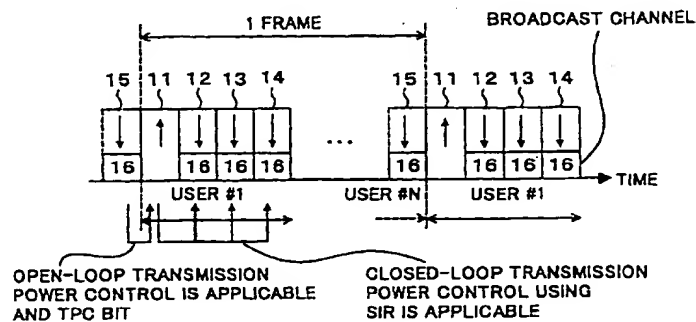 1 FRAME
BROADCAST CHANNEL
15 11 12 13 14 15 11 12 13 14
...
16 16 16 16 16 16 16 16
USER #1 USER #N USER #1
TIME
OPEN-LOOP TRANSMISSION
POWER CONTROL IS APPLICABLE
AND TPC BIT
CLOSED-LOOP TRANSMISSION
POWER CONTROL USING
SIR IS APPLICABLE